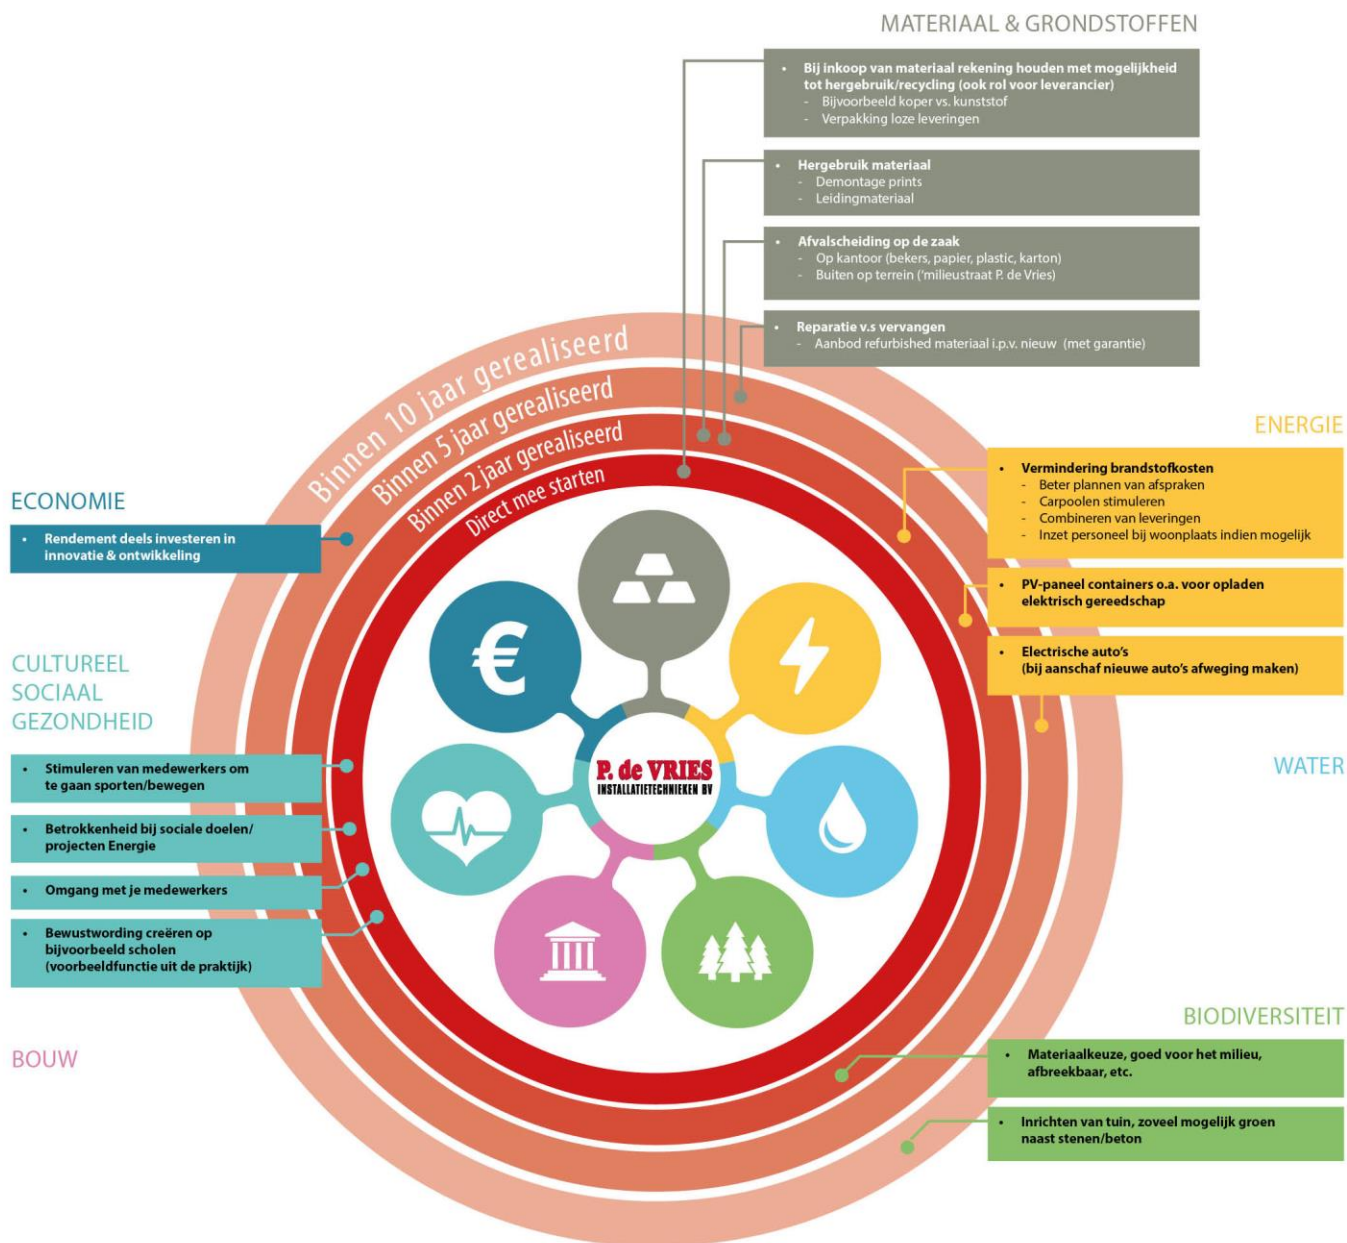 MATERIAAL & GRONDSTOFFEN
• Bij inkoop van materiaal rekening houden met mogelijkheid
tot hergebruik/recycling (ook rol voor leverancier)
- Bijvoorbeeld koper vs. kunststof
- Verpakking loze leveringen
• Hergebruik materiaal
- Demontage prints
- Leidingmateriaal
• Afvalscheiding op de zaak
- Op kantoor (bekers, papier, plastic, karton)
- Buiten op terrein ('milieustraat P. de Vries)
• Reparatie v.s vervangen
- Aanbod refurbished materiaal i.p.v. nieuw (met garantie)
Binnen 10 jaar gerealiseerd
Binnen 5 jaar gerealiseerd
Binnen 2 jaar gerealiseerd
Direct mee starten
ENERGIE
• Vermindering brandstofkosten
- Beter plannen van afspraken
- Carpoolen stimuleren
- Combineren van leveringen
- Inzet personeel bij woonplaats indien mogelijk
• PV-paneel containers o.a. voor opladen
elektrisch gereedschap
• Electrische auto's
(bij aanschaf nieuwe auto's afweging maken)
ECONOMIE
• Rendement deels investeren in
innovatie & ontwikkeling
€
CULTUREEL
SOCIAAL
GEZONDHEID
• Stimuleren van medewerkers om
te gaan sporten/bewegen
• Betrokkenheid bij sociale doelen/
projecten Energie
• Omgang met je medewerkers
• Bewustwording creëren op
bijvoorbeeld scholen
(voorbeeldfunctie uit de praktijk)
P. de VRIES
INSTALLATIETECHNIEKEN BV
WATER
BOUW
BIODIVERSITEIT
• Materiaalkeuze, goed voor het milieu,
afbreekbaar, etc.
• Inrichten van tuin, zoveel mogelijk groen
naast stenen/beton